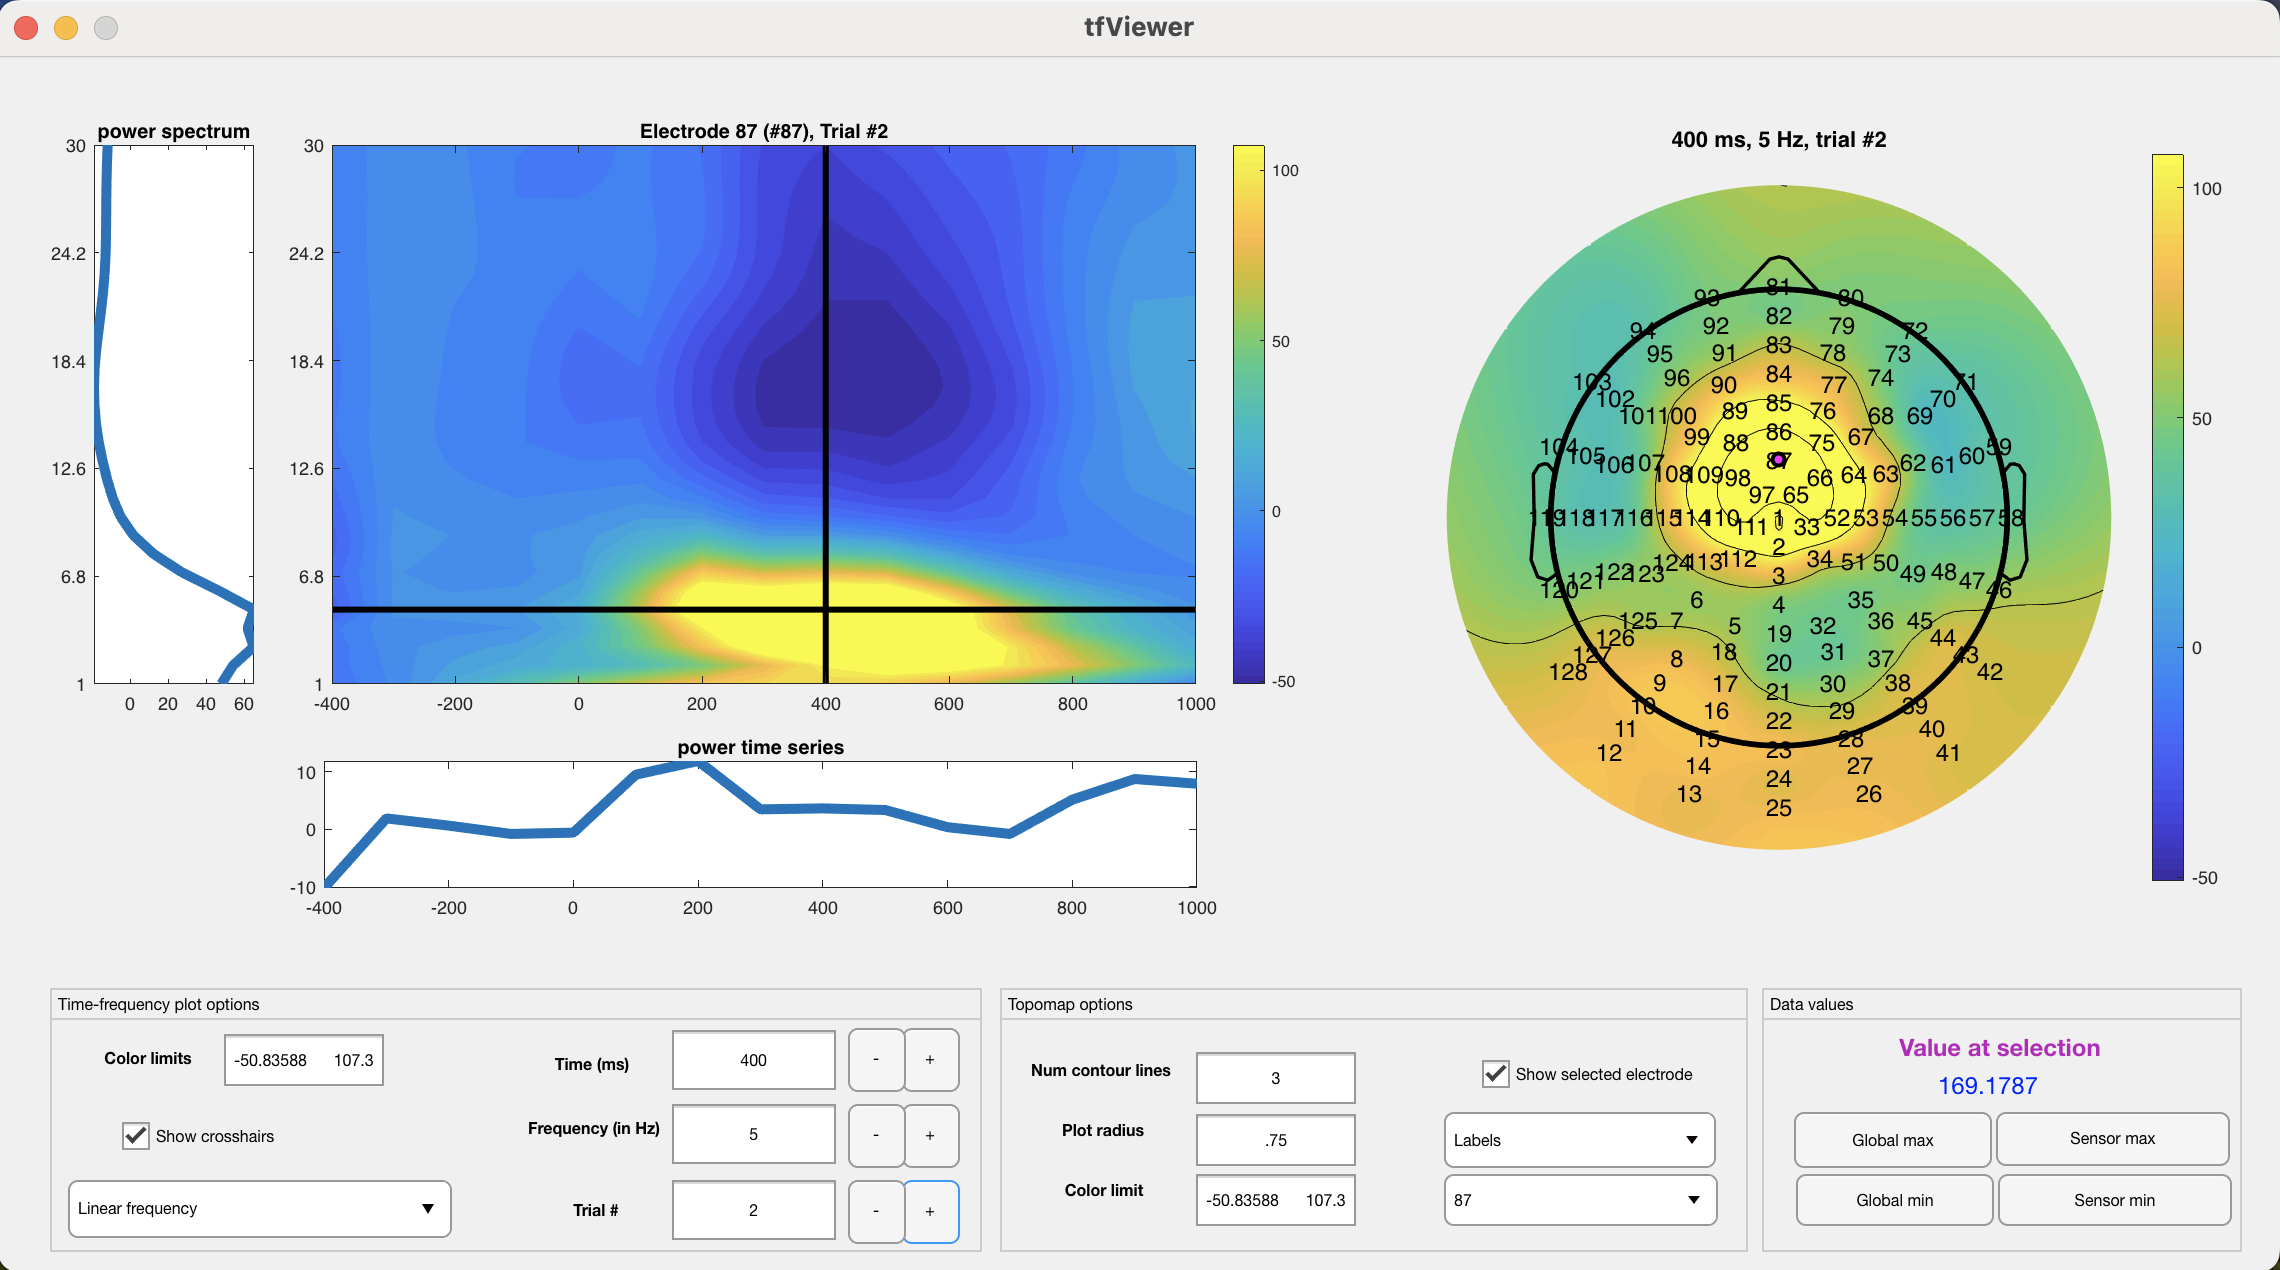 tfViewer
power spectrum
30
24.2
18.4
12.6
6.8
1
0 20 40 60
Electrode 87 (#87), Trial #2
30
24.2
18.4
12.6
6.8
1
-400 -200 0 200 400 600 800 1000
100
50
0
-50
power time series
10
0
-10
-400 -200 0 200 400 600 800 1000
400 ms, 5 Hz, trial #2
81
93 80
82
94 92 79 72
83
95 91 78 73
84
103 96 90 77 74 71
102 85 70
101 100 89 76 68 69
86
99 88 75 67
104 59
105 106 107 87 62 61 60
108 109 98 66 64 63
97 65
119 118 117 116 115 114 110 1 52 53 54 55 56 57 58
111 33
2
124 113 112 34 51 50
120 121 122 123 3 49 48 47 46
6 4 35
125 7 5 19 32 36 45
126 44
127 18 31 43
128 8 20 37 42
9 17 21 30 38
10 16 29 39
11 22 40
15 28
12 23 41
14 24 27
13 25 26
100
50
0
-50
Time-frequency plot options
Color limits -50.83588 107.3
Show crosshairs
Linear frequency
Time (ms) 400 - +
Frequency (in Hz) 5 - +
Trial # 2 - +
Topomap options
Num contour lines 3
Plot radius .75
Color limit -50.83588 107.3
Show selected electrode
Labels
87
Data values
Value at selection
169.1787
Global max Sensor max
Global min Sensor min